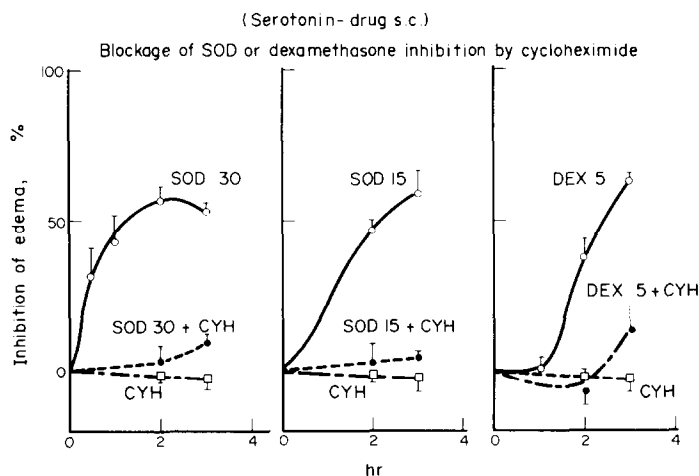 (Serotonin-drug s.c.)
Blockage of SOD or dexamethasone inhibition by cycloheximide
Inhibition of edema, %
100
50
0
SOD 30
SOD 30 + CYH
CYH
0 2 4
SOD 15
SOD 15 + CYH
CYH
0 2 4
DEX 5
DEX 5 + CYH
CYH
0 2 4
hr